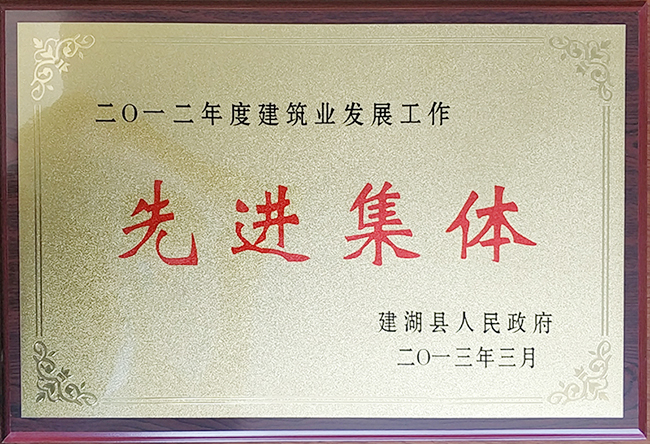 二〇一二年度建筑业发展工作
先进集体
建湖县人民政府
二〇一三年三月